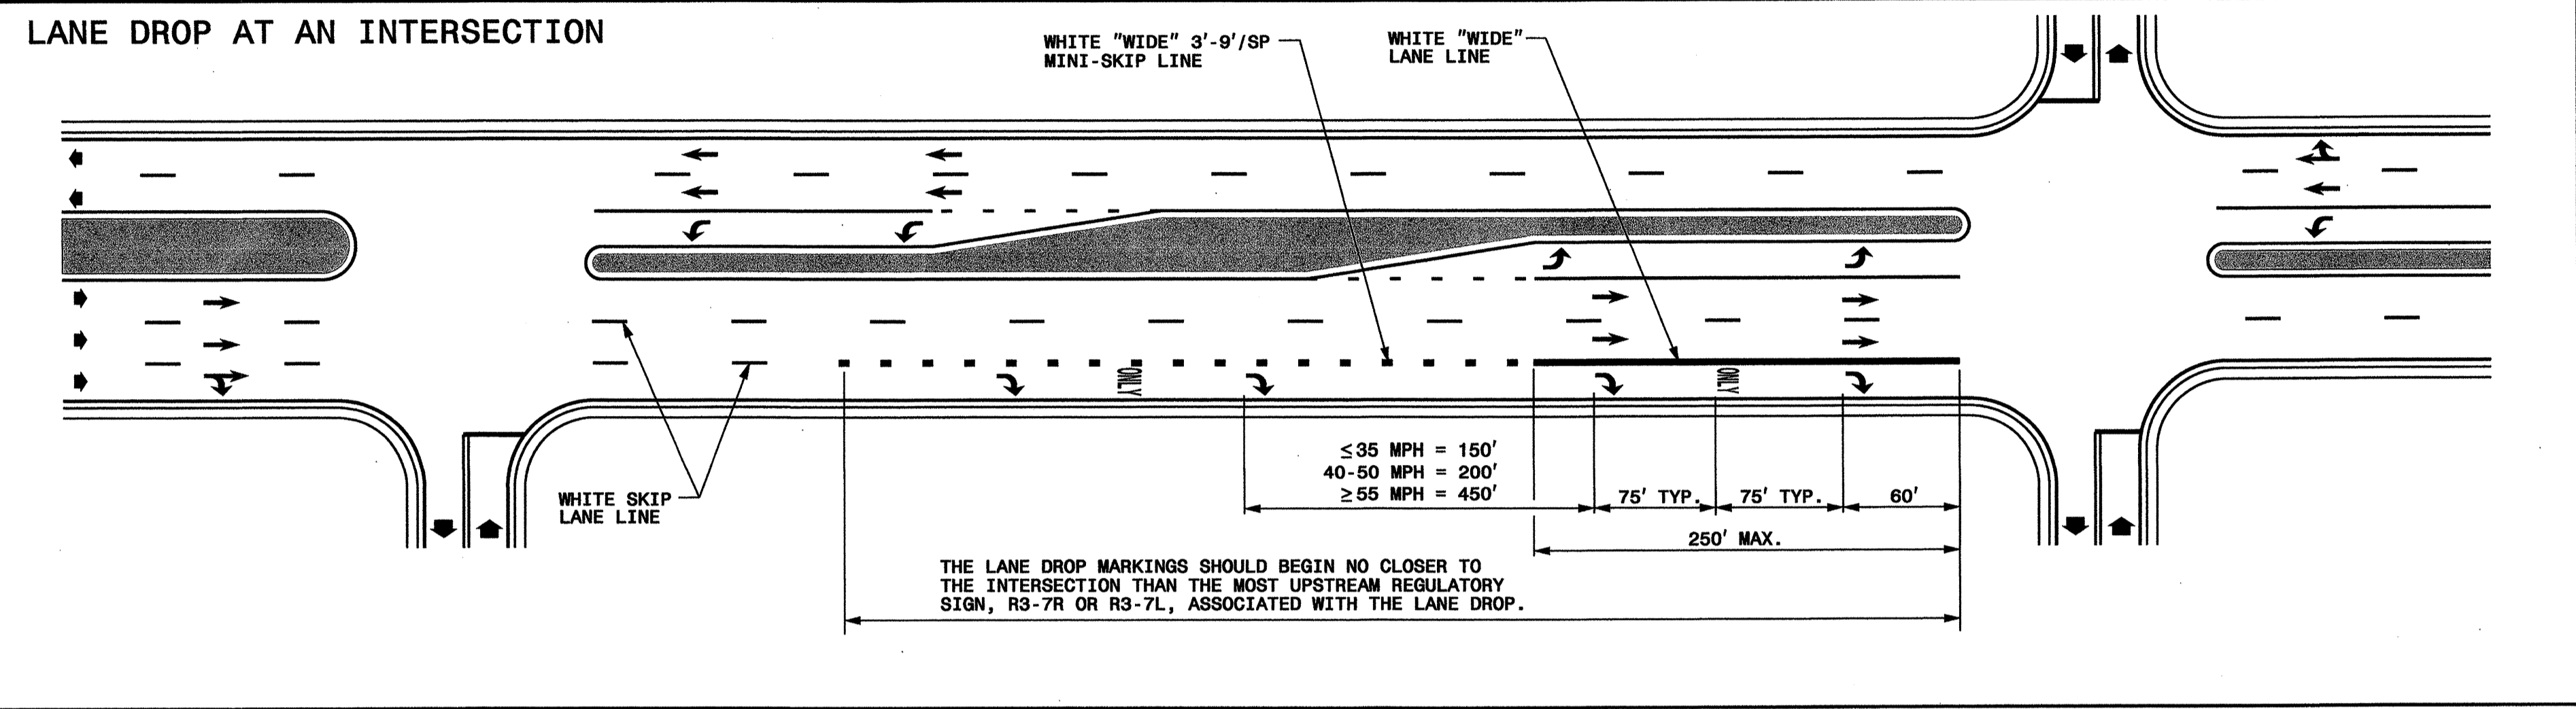 LANE DROP AT AN INTERSECTION
WHITE "WIDE" 3'-9'/SP
MINI-SKIP LINE
WHITE "WIDE"
LANE LINE
ONLY
ONLY
≤35 MPH = 150'
40-50 MPH = 200'
≥55 MPH = 450'
75' TYP.
75' TYP.
60'
WHITE SKIP
LANE LINE
250' MAX.
THE LANE DROP MARKINGS SHOULD BEGIN NO CLOSER TO
THE INTERSECTION THAN THE MOST UPSTREAM REGULATORY
SIGN, R3-7R OR R3-7L, ASSOCIATED WITH THE LANE DROP.